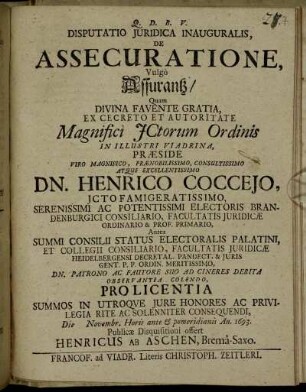 Q. D. B. V.
DISPUTATIO JURIDICA INAUGURALIS,
DE
ASSECURATIONE,
Vulgò
Assurantz/
Quam
DIVINA FAVENTE GRATIA,
EX CECRETO ET AUTORITATE
Magnifici JCtorum Ordinis
IN ILLUSTRI VIADRINA,
PRÆSIDE
VIRO MAGNIFICO, PRÆNOBILISSIMO, CONSULTISSIMO
ATQUE EXCELLENTISSIMO
DN. HENRICO COCCEJO,
JCTO FAMIGERATISSIMO,
SERENISSIMI AC POTENTISSIMI ELECTORIS BRAN-
DENBURGICI CONSILIARIO, FACULTATIS JURIDICÆ
ORDINARIO & PROF. PRIMARIO,
Antea
SUMMI CONSILII STATUS ELECTORALIS PALATINI,
ET COLLEGII CONSILIARIO, FACULTATIS JURIDICÆ
HEIDELBERGENSI DECRETAL. PANDECT. & JURIS
GENT. P. P. ORDIN. MERITISSIMO,
DN. PATRONO AC FAUTORE SUO AD CINERES DEBITA
OBSERVANTIA COLENDO,
PRO LICENTIA
SUMMOS IN UTROQVE JURE HONORES AC PRIVI-
LEGIA RITE AC SOLENNITER CONSEQUENDI,
Die Novembr. Horis ante & pomeridianis An. 1693.
Publicæ Disquisitioni offert
HENRICUS AB ASCHEN, Bremâ-Saxo.
FRANCOF. ad VIADR. Literis CHRISTOPH. ZEITLERI.